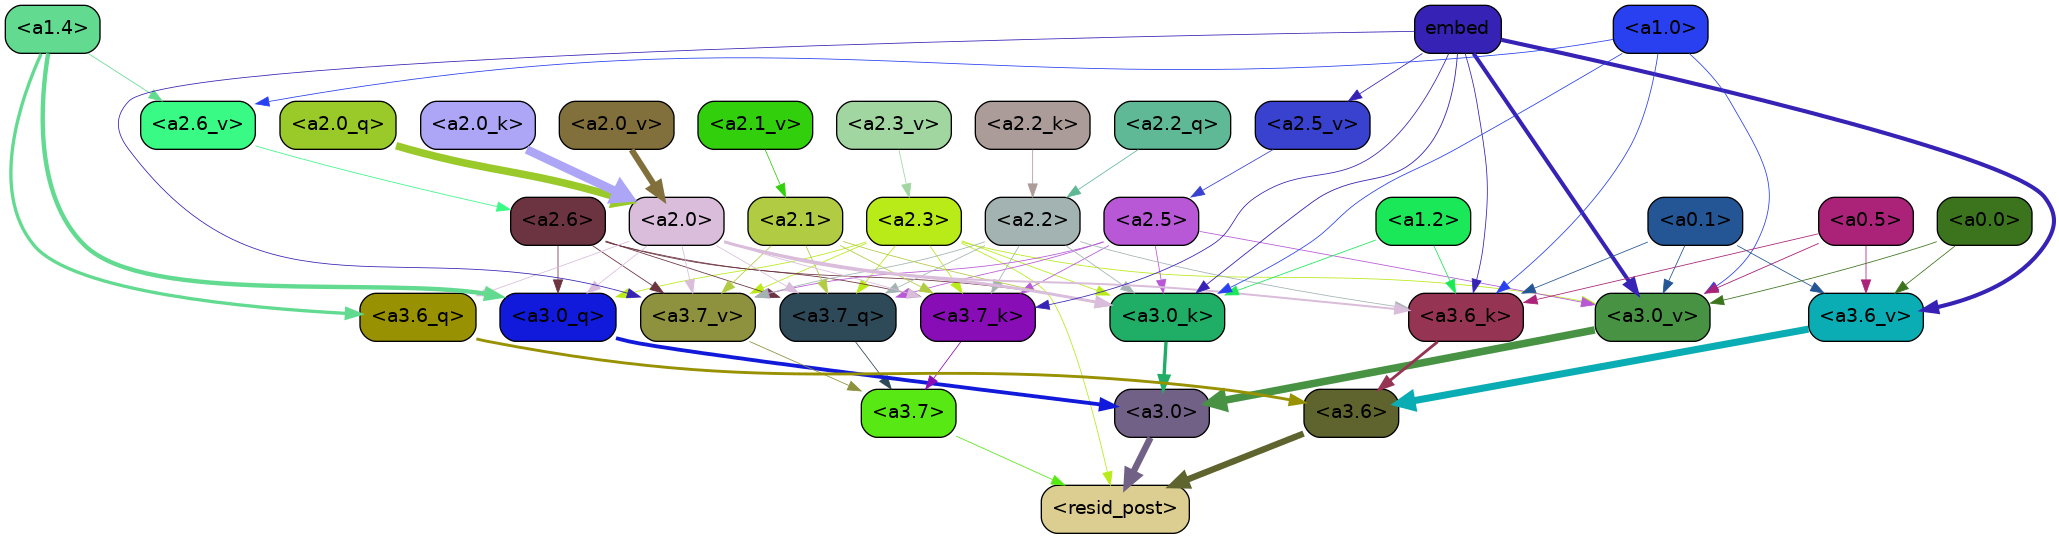 <a1.4>
embed
<a1.0>
<a2.6_v>
<a2.0_q>
<a2.0_k>
<a2.0_v>
<a2.1_v>
<a2.3_v>
<a2.2_k>
<a2.2_q>
<a2.5_v>
<a2.6>
<a2.0>
<a2.1>
<a2.3>
<a2.2>
<a2.5>
<a1.2>
<a0.1>
<a0.5>
<a0.0>
<a3.6_q>
<a3.0_q>
<a3.7_v>
<a3.7_q>
<a3.7_k>
<a3.0_k>
<a3.6_k>
<a3.0_v>
<a3.6_v>
<a3.7>
<a3.0>
<a3.6>
<resid_post>